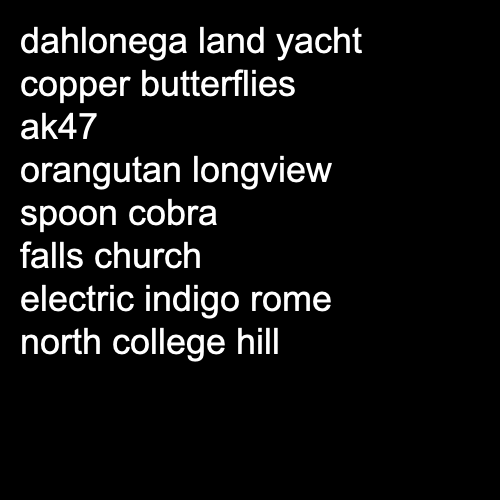 dahlonega land yacht
copper butterflies
ak47
orangutan longview
spoon cobra
falls church
electric indigo rome
north college hill